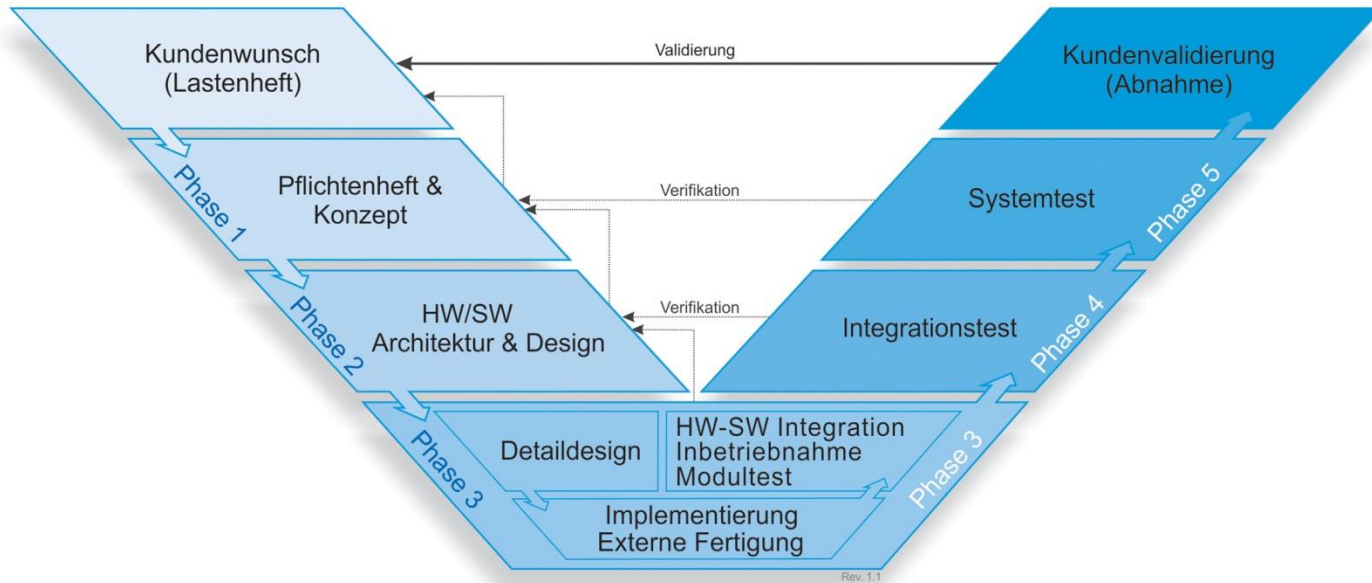 Kundenwunsch
(Lastenheft)
Validierung
Kundenvalidierung
(Abnahme)
Phase 1
Pflichtenheft &
Konzept
Verifikation
Systemtest
Phase 5
Phase 2
HW/SW
Architektur & Design
Verifikation
Integrationstest
Phase 4
Phase 3
Detaildesign
HW-SW Integration
Inbetriebnahme
Modultest
Phase 3
Implementierung
Externe Fertigung
Rev. 1.1